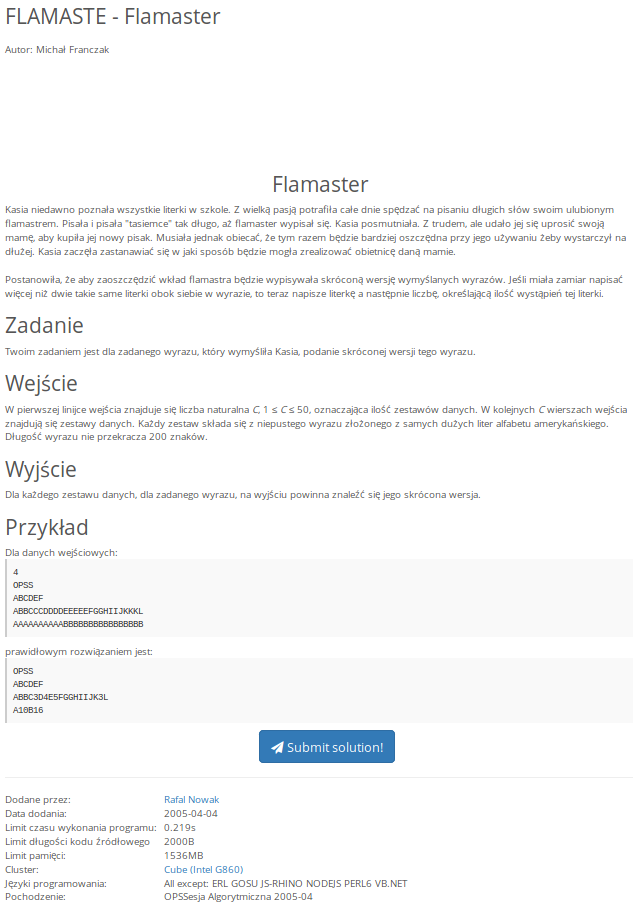 FLAMASTE - Flamaster
Autor: Michał Franczak
Flamaster
Kasia niedawno poznała wszystkie literki w szkole. Z wielką pasją potrafiła całe dnie spędzać na pisaniu długich słów swoim ulubionym
flamastrem. Pisała i pisała "tasiemce" tak długo, aż flamaster wypisał się. Kasia posmutniała. Z trudem, ale udało jej się uprosić swoją
mamę, aby kupiła jej nowy pisak. Musiała jednak obiecać, że tym razem będzie bardziej oszczędna przy jego używaniu żeby wystarczył na
dłużej. Kasia zaczęła zastanawiać się w jaki sposób będzie mogła zrealizować obietnicę daną mamie.
Postanowiła, że aby zaoszczędzić wkład flamastra będzie wypisywała skróconą wersję wymyślanych wyrazów. Jeśli miała zamiar napisać
więcej niż dwie takie same literki obok siebie w wyrazie, to teraz napisze literkę a następnie liczbę, określającą ilość wystąpień tej literki.
Zadanie
Twoim zadaniem jest dla zadanego wyrazu, który wymyśliła Kasia, podanie skróconej wersji tego wyrazu.
Wejście
W pierwszej linijce wejścia znajduje się liczba naturalna C, 1 ≤ C ≤ 50, oznaczająca ilość zestawów danych. W kolejnych C wierszach wejścia
znajdują się zestawy danych. Każdy zestaw składa się z niepustego wyrazu złożonego z samych dużych liter alfabetu amerykańskiego.
Długość wyrazu nie przekracza 200 znaków.
Wyjście
Dla każdego zestawu danych, dla zadanego wyrazu, na wyjściu powinna znaleźć się jego skrócona wersja.
Przykład
Dla danych wejściowych:
4
OPSS
ABCDEF
ABBCCCDDDDEEEEEFGGHIIJKKKL
AAAAAAAAAABBBBBBBBBBBBBBBB
prawidłowym rozwiązaniem jest:
OPSS
ABCDEF
ABBC3D4E5FGGHIIJK3L
A10B16
Submit solution!
Dodane przez: Rafal Nowak
Data dodania: 2005-04-04
Limit czasu wykonania programu: 0.219s
Limit długości kodu źródłowego 2000B
Limit pamięci: 1536MB
Cluster: Cube (Intel G860)
Języki programowania: All except: ERL GOSU JS-RHINO NODEJS PERL6 VB.NET
Pochodzenie: OPSSesja Algorytmiczna 2005-04